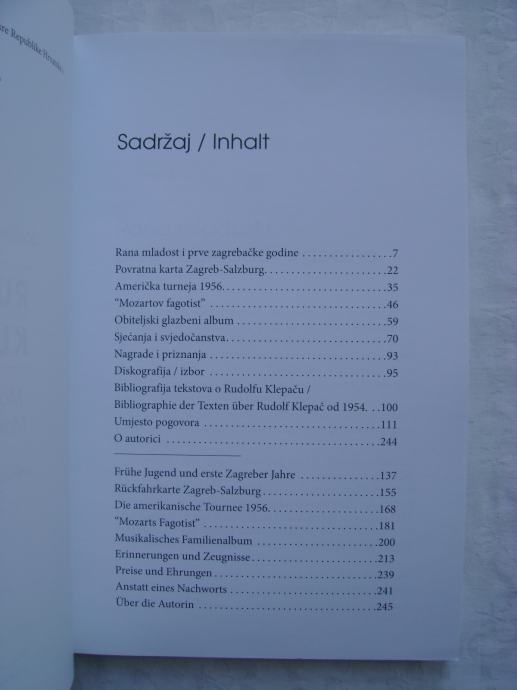 Republike Hrvatske
Sadržaj / Inhalt
Rana mladost i prve zagrebačke godine . . . . . . . . . . . . . . . . . 7
Povratna karta Zagreb-Salzburg. . . . . . . . . . . . . . . . . . . . . . . 22
Američka turneja 1956. . . . . . . . . . . . . . . . . . . . . . . . . . . . . . . 35
"Mozartov fagotist" . . . . . . . . . . . . . . . . . . . . . . . . . . . . . . . . . 46
Obiteljski glazbeni album . . . . . . . . . . . . . . . . . . . . . . . . . . . . 59
Sjećanja i svjedočanstva. . . . . . . . . . . . . . . . . . . . . . . . . . . . . . 70
Nagrade i priznanja . . . . . . . . . . . . . . . . . . . . . . . . . . . . . . . . . 93
Diskografija / izbor . . . . . . . . . . . . . . . . . . . . . . . . . . . . . . . . . 95
Bibliografija tekstova o Rudolfu Klepaču /
Bibliographie der Texten über Rudolf Klepač od 1954. . . 100
Umjesto pogovora . . . . . . . . . . . . . . . . . . . . . . . . . . . . . . . . . 111
O autorici . . . . . . . . . . . . . . . . . . . . . . . . . . . . . . . . . . . . . . . . 244
Frühe Jugend und erste Zagreber Jahre . . . . . . . . . . . . . . . 137
Rückfahrkarte Zagreb-Salzburg . . . . . . . . . . . . . . . . . . . . . . 155
Die amerikanische Tournee 1956. . . . . . . . . . . . . . . . . . . . . 168
"Mozarts Fagotist" . . . . . . . . . . . . . . . . . . . . . . . . . . . . . . . . . 181
Musikalisches Familienalbum . . . . . . . . . . . . . . . . . . . . . . . 200
Erinnerungen und Zeugnisse . . . . . . . . . . . . . . . . . . . . . . . . 213
Preise und Ehrungen . . . . . . . . . . . . . . . . . . . . . . . . . . . . . . . 239
Anstatt eines Nachworts . . . . . . . . . . . . . . . . . . . . . . . . . . . . 241
Über die Autorin . . . . . . . . . . . . . . . . . . . . . . . . . . . . . . . . . . 245